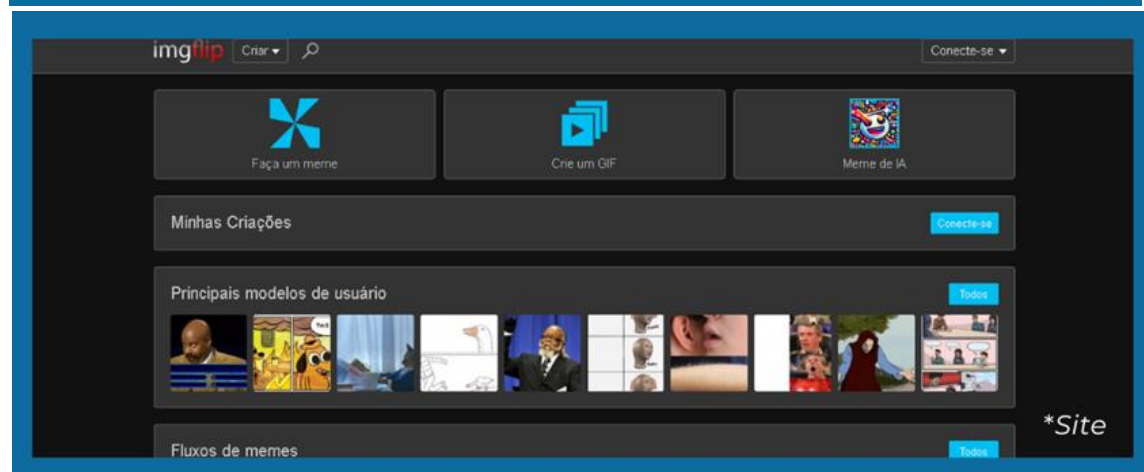 imgflip Criar Conecte-se
Faça um meme Crie um GIF Meme de IA
Minhas Criações Conecte-se
Principais modelos de usuário Todos
*Site
Fluxos de memes Todos